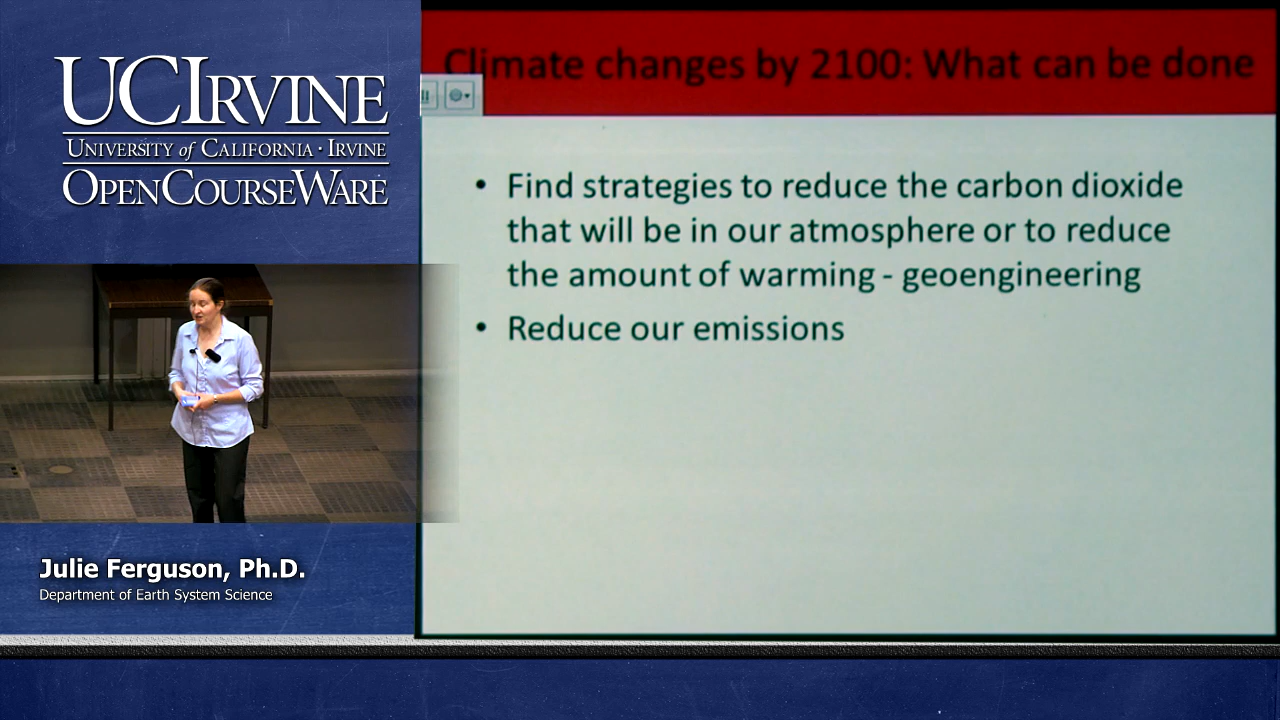 UCIRVINE
UNIVERSITY of CALIFORNIA · IRVINE
OPENCOURSEWARE
Julie Ferguson, Ph.D.
Department of Earth System Science
Climate changes by 2100: What can be done
• Find strategies to reduce the carbon dioxide
that will be in our atmosphere or to reduce
the amount of warming - geoengineering
• Reduce our emissions